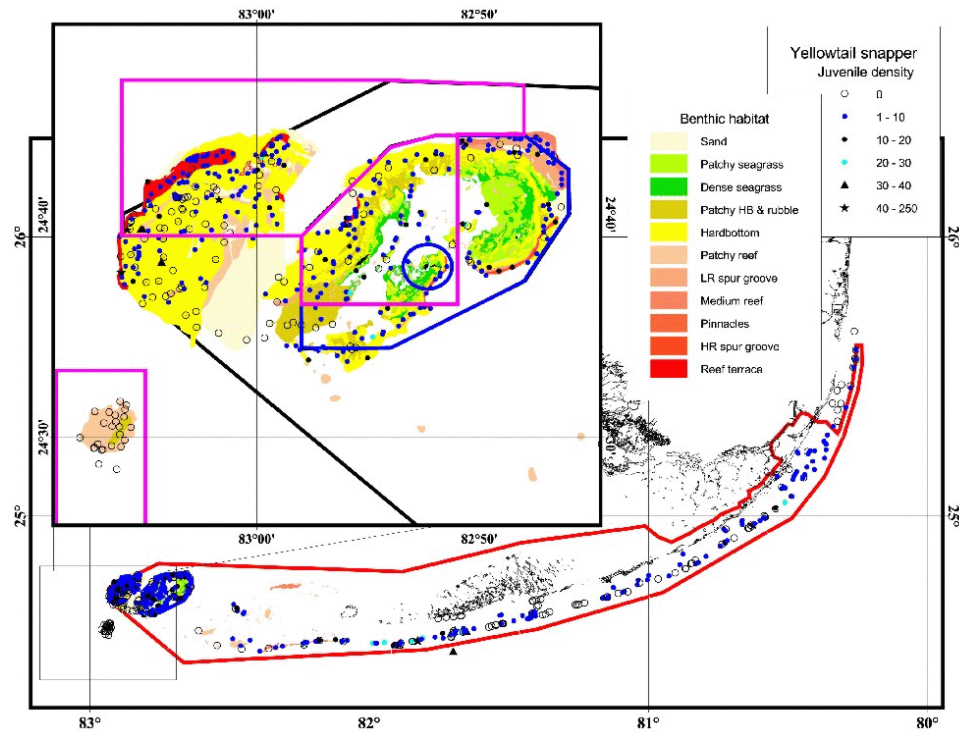 83°00'
82°50'
Yellowtail snapper
Juvenile density
0
1 - 10
10 - 20
20 - 30
30 - 40
40 - 250
Benthic habitat
Sand
Patchy seagrass
Dense seagrass
Patchy HB & rubble
Hardbottom
Patchy reef
LR spur groove
Medium reef
Pinnacles
HR spur groove
Reef terrace
24°40'
24°40'
26°
26°
24°30'
25°
25°
83°00'
82°50'
83°
82°
81°
80°